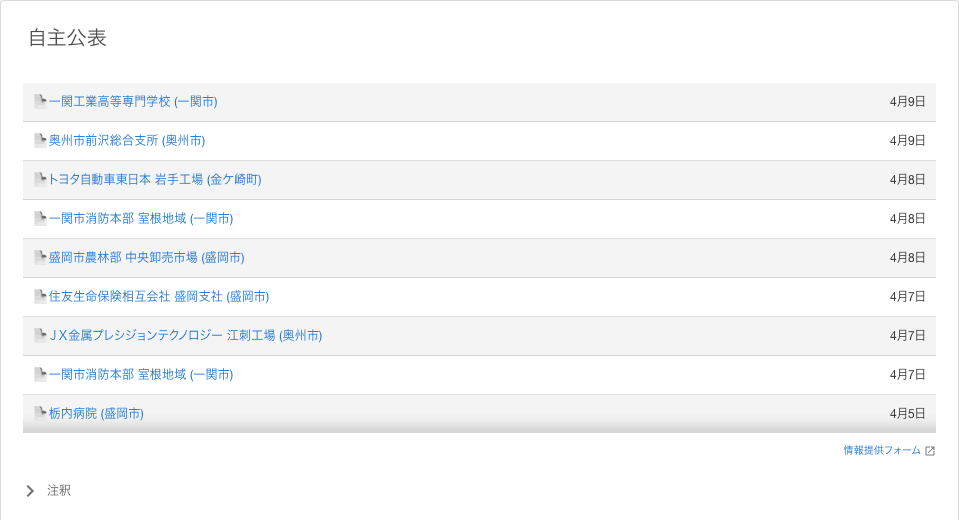 自主公表
一関工業高等専門学校 (一関市) 4月9日
奥州市前沢総合支所 (奥州市) 4月9日
トヨタ自動車東日本 岩手工場 (金ケ崎町) 4月8日
一関市消防本部 室根地域 (一関市) 4月8日
盛岡市農林部 中央卸売市場 (盛岡市) 4月8日
住友生命保険相互会社 盛岡支社 (盛岡市) 4月7日
ＪＸ金属プレシジョンテクノロジー 江刺工場 (奥州市) 4月7日
一関市消防本部 室根地域 (一関市) 4月7日
栃内病院 (盛岡市) 4月5日
情報提供フォーム
注釈